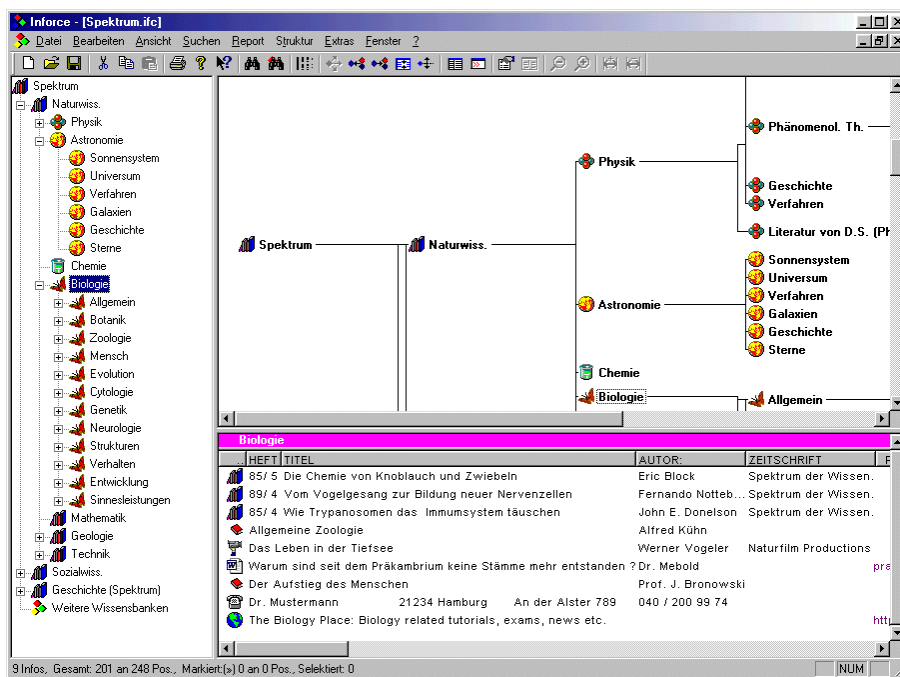 Inforce - [Spektrum.ifc]
Datei Bearbeiten Ansicht Suchen Report Struktur Extras Fenster ?
Spektrum
Naturwiss.
Physik
Astronomie
Sonnensystem
Universum
Verfahren
Galaxien
Geschichte
Sterne
Chemie
Biologie
Allgemein
Botanik
Zoologie
Mensch
Evolution
Cytologie
Genetik
Neurologie
Strukturen
Verhalten
Entwicklung
Sinnesleistungen
Mathematik
Geologie
Technik
Sozialwiss.
Geschichte (Spektrum)
Weitere Wissensbanken
Spektrum
Naturwiss.
Physik
Phänomenol. Th.
Geschichte
Verfahren
Literatur von D.S. (Ph
Astronomie
Sonnensystem
Universum
Verfahren
Galaxien
Geschichte
Sterne
Chemie
Biologie
Allgemein
Biologie
... HEFT TITEL AUTOR: ZEITSCHRIFT
85/ 5 Die Chemie von Knoblauch und Zwiebeln Eric Block Spektrum der Wissen.
89/ 4 Vom Vogelgesang zur Bildung neuer Nervenzellen Fernando Notteb... Spektrum der Wissen.
85/ 4 Wie Trypanosomen das Immumsystem täuschen John E. Donelson Spektrum der Wissen.
Allgemeine Zoologie Alfred Kühn
Das Leben in der Tiefsee Werner Vogeler Naturfilm Productions
Warum sind seit dem Präkambrium keine Stämme mehr entstanden ? Dr. Mebold pra
Der Aufstieg des Menschen Prof. J. Bronowski
Dr. Mustermann 21234 Hamburg An der Alster 789 040 / 200 99 74
The Biology Place: Biology related tutorials, exams, news etc. http
9 Infos, Gesamt: 201 an 248 Pos., Markiert:(») 0 an 0 Pos., Selektiert: 0 NUM